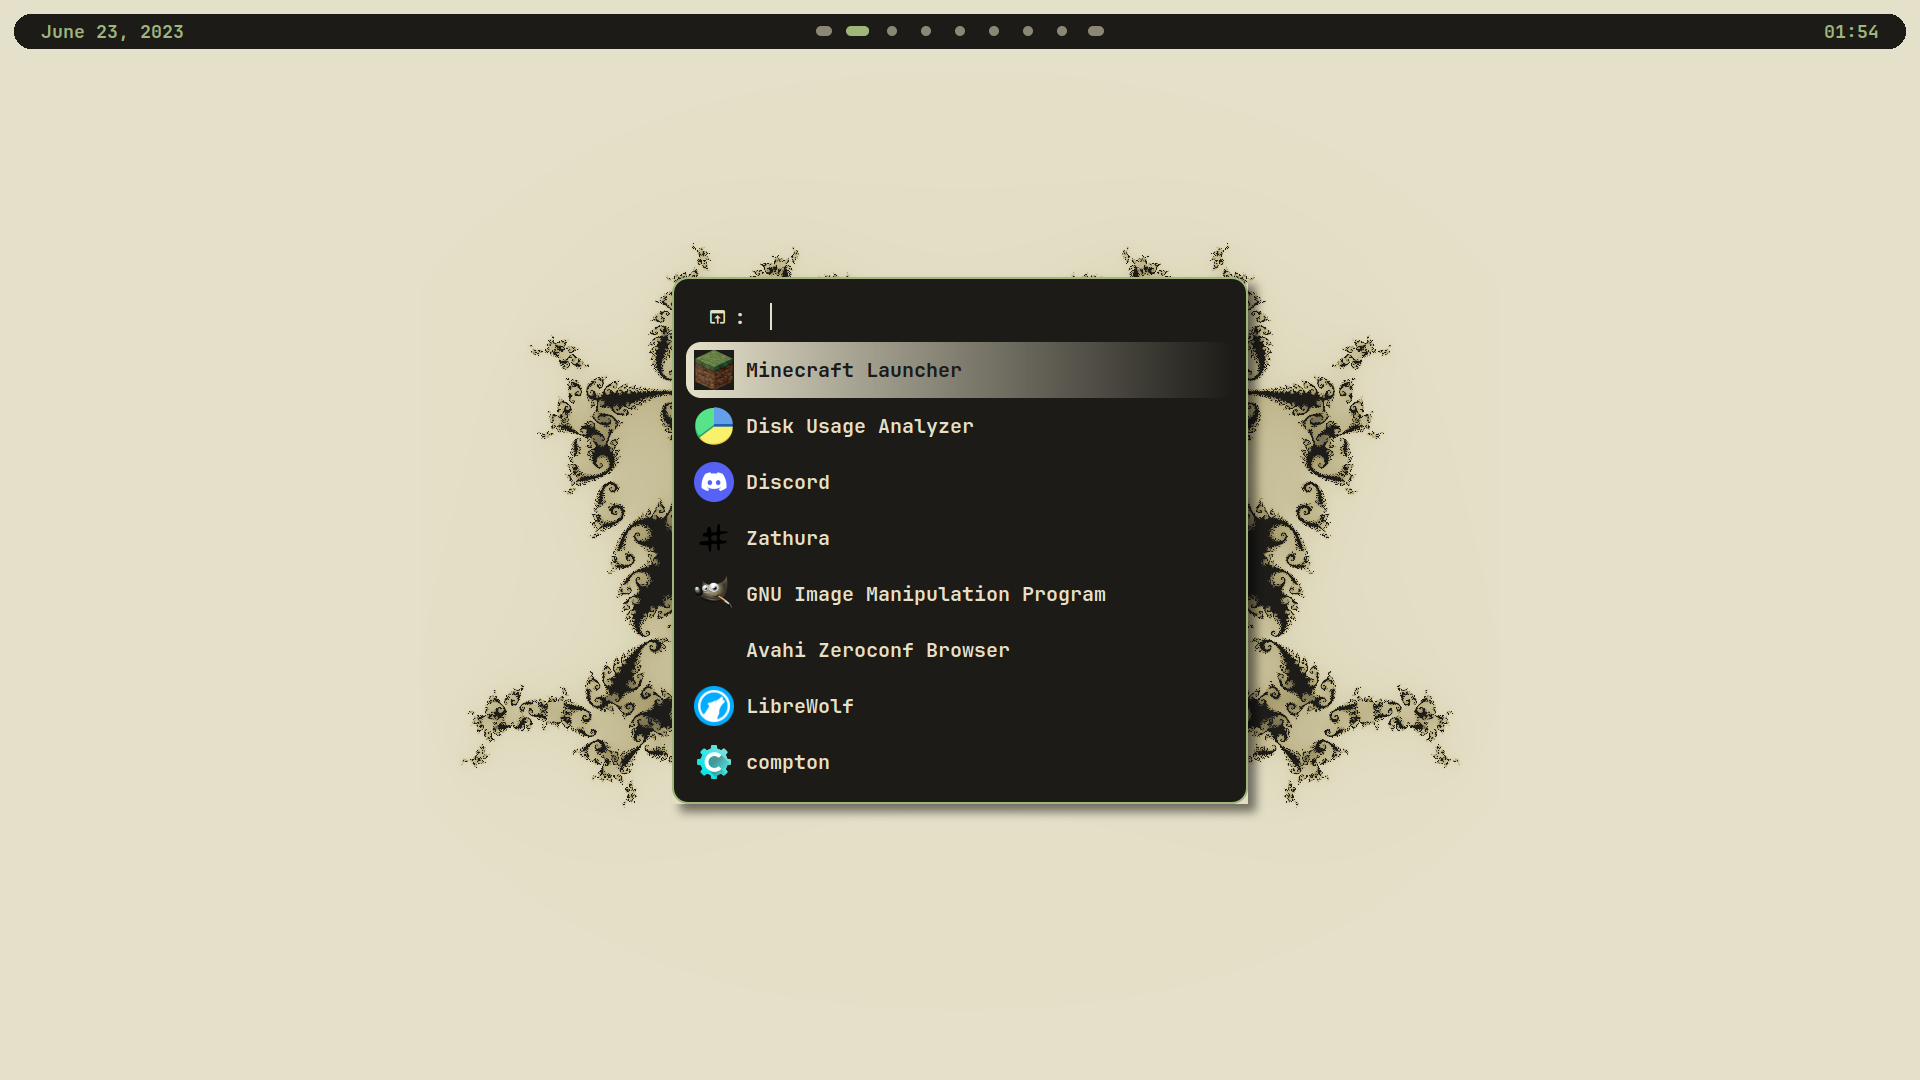 June 23, 2023
01:54
:
Minecraft Launcher
Disk Usage Analyzer
Discord
Zathura
GNU Image Manipulation Program
Avahi Zeroconf Browser
LibreWolf
compton